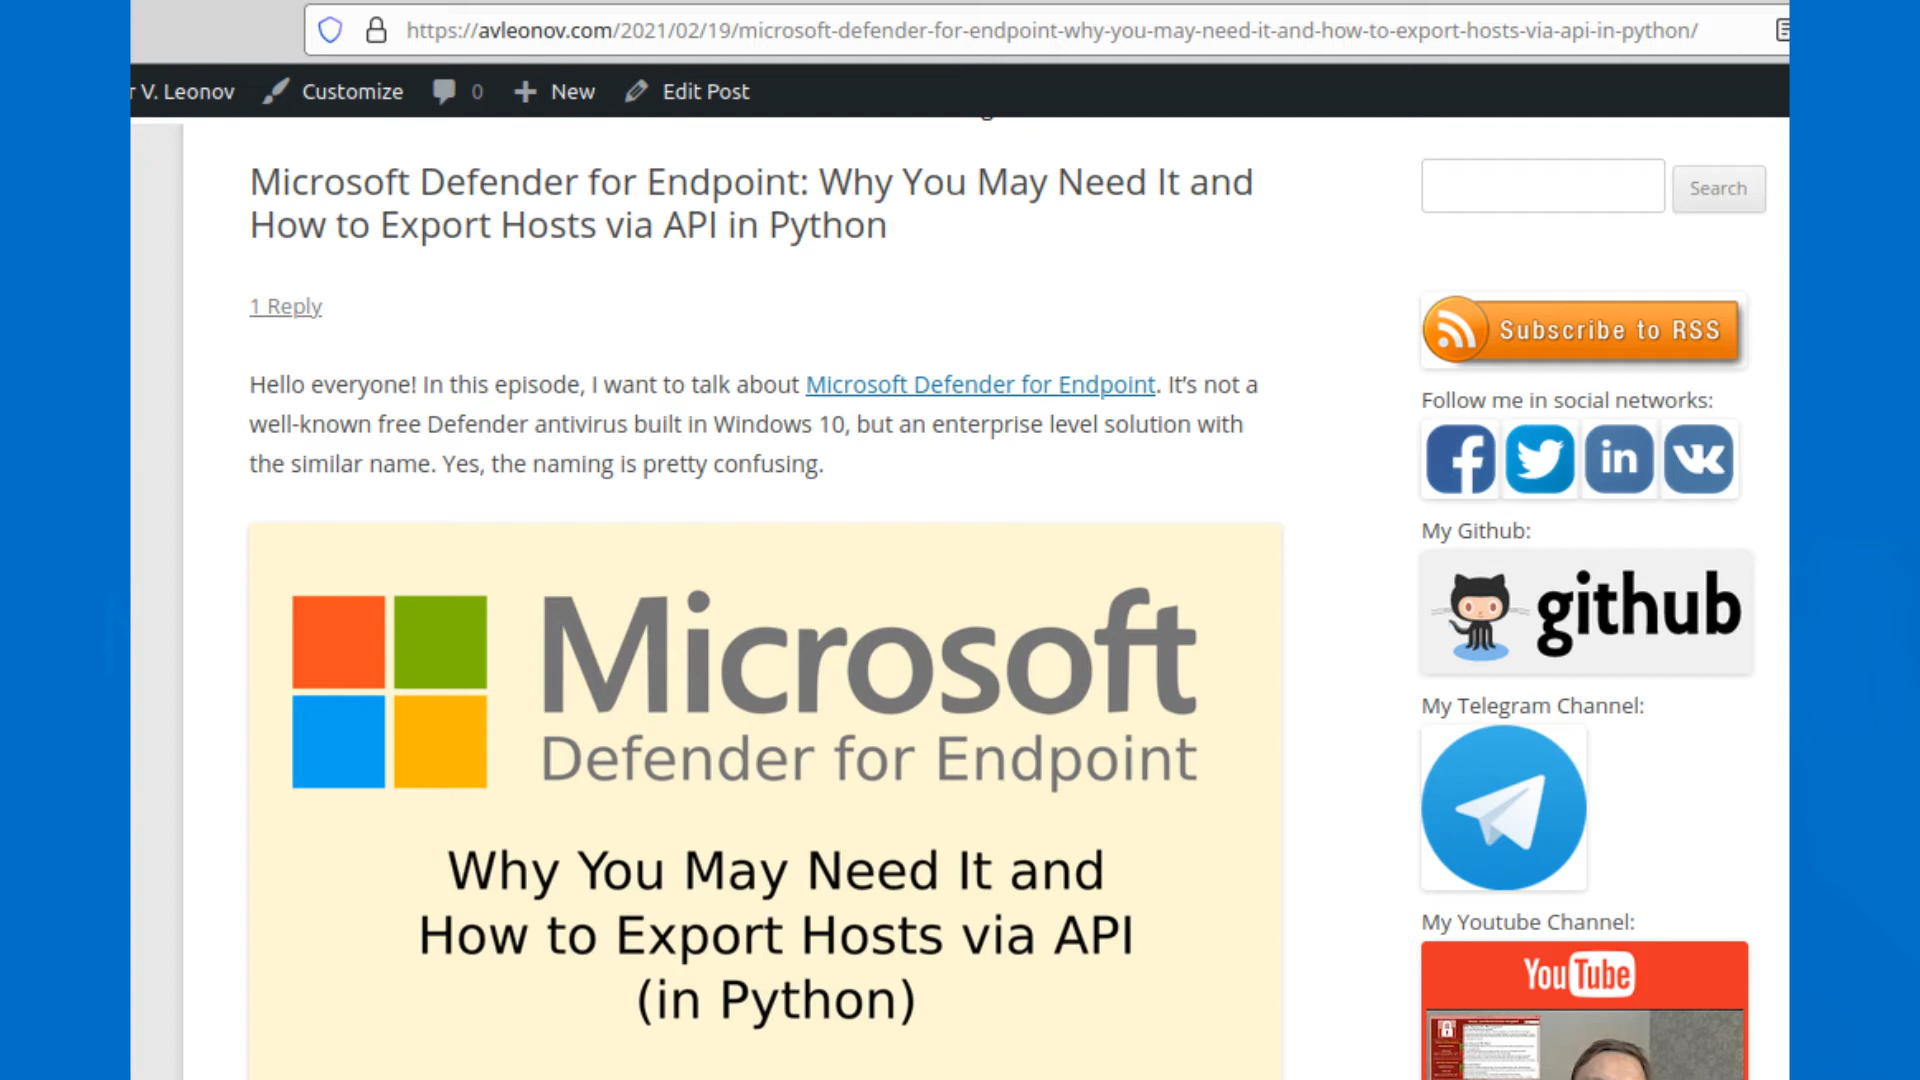 https://avleonov.com/2021/02/19/microsoft-defender-for-endpoint-why-you-may-need-it-and-how-to-export-hosts-via-api-in-python/
r V. Leonov Customize 0 New Edit Post
Microsoft Defender for Endpoint: Why You May Need It and
How to Export Hosts via API in Python
1 Reply
Hello everyone! In this episode, I want to talk about Microsoft Defender for Endpoint. It’s not a
well-known free Defender antivirus built in Windows 10, but an enterprise level solution with
the similar name. Yes, the naming is pretty confusing.
Microsoft
Defender for Endpoint
Why You May Need It and
How to Export Hosts via API
(in Python)
Search
Subscribe to RSS
Follow me in social networks:
f in VK
My Github:
github
My Telegram Channel:
My Youtube Channel:
YouTube